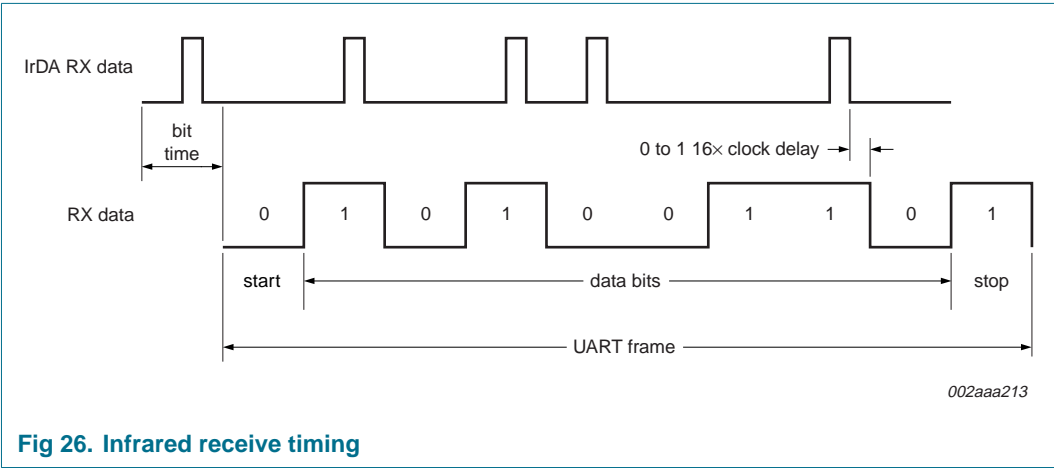 IrDA RX data
bit
time
0 to 1 16× clock delay
RX data
0 1 0 1 0 0 1 1 0 1
start data bits stop
UART frame
002aaa213
Fig 26. Infrared receive timing